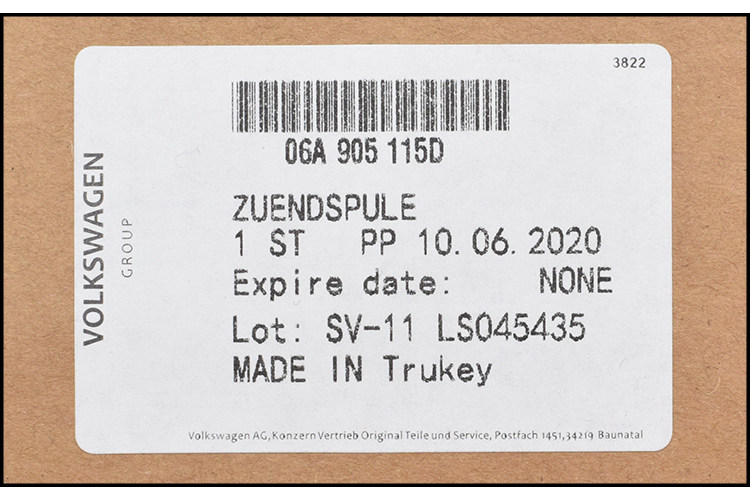 3822
06A 905 115D
ZUENDSPULE
1 ST PP 10.06.2020
Expire date: NONE
Lot: SV-11 LS045435
MADE IN Trukey
VOLKSWAGEN
GROUP
Volkswagen AG, Konzern Vertrieb Original Teile und Service, Postfach 1451,34219 Baunatal